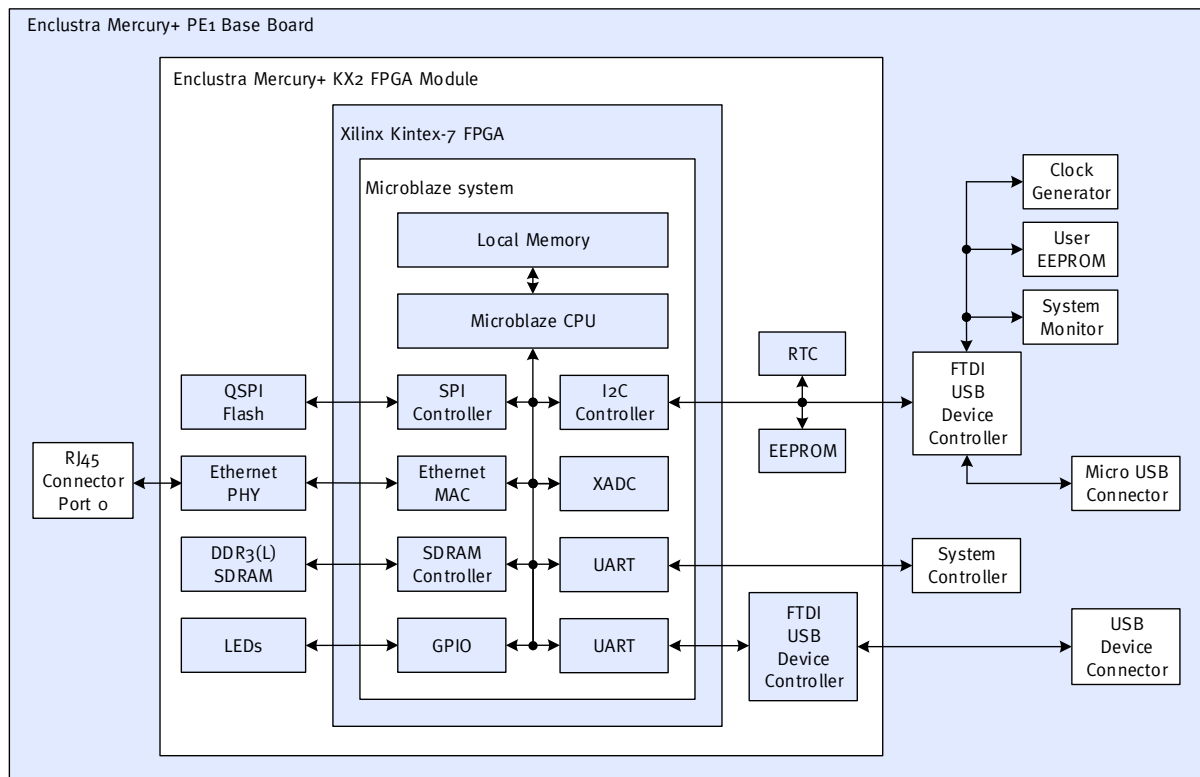 Enclustra Mercury+ PE1 Base Board
Enclustra Mercury+ KX2 FPGA Module
Xilinx Kintex-7 FPGA
Microblaze system
Local Memory
Microblaze CPU
Clock
Generator
User
EEPROM
System
Monitor
RTC
QSPI
Flash
SPI
Controller
I2C
Controller
FTDI
USB
Device
Controller
EEPROM
RJ45
Connector
Port 0
Ethernet
PHY
Ethernet
MAC
XADC
Micro USB
Connector
DDR3(L)
SDRAM
SDRAM
Controller
UART
System
Controller
LEDs
GPIO
UART
FTDI
USB
Device
Controller
USB
Device
Connector